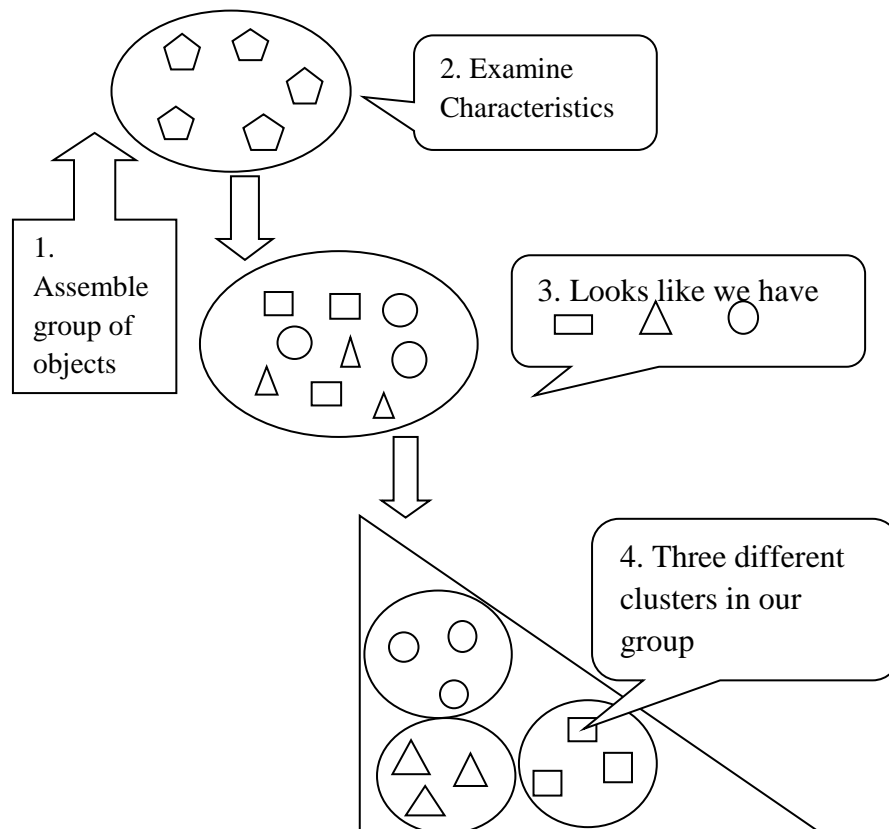 1.
Assemble
group of
objects
2. Examine
Characteristics
3. Looks like we have
4. Three different
clusters in our
group